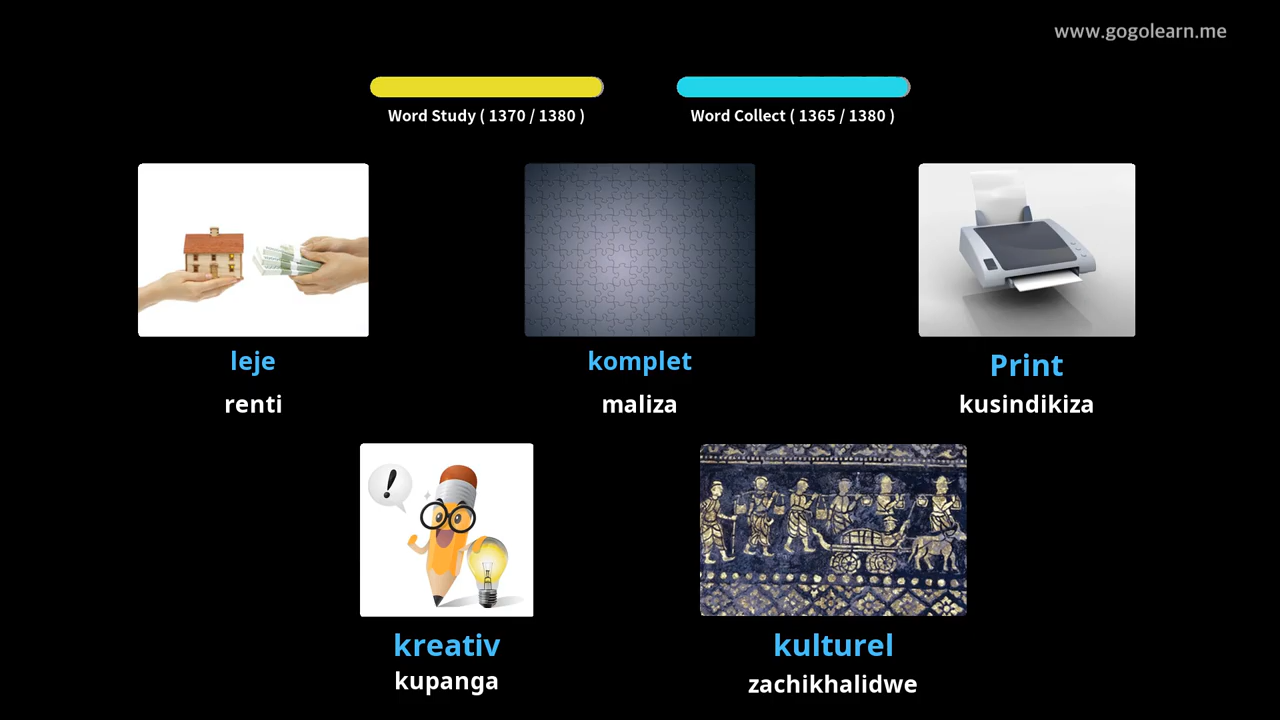 www.gogolearn.me
Word Study ( 1370 / 1380 )
Word Collect ( 1365 / 1380 )
leje
komplet
Print
renti
maliza
kusindikiza
kreativ
kulturel
kupanga
zachikhalidwe